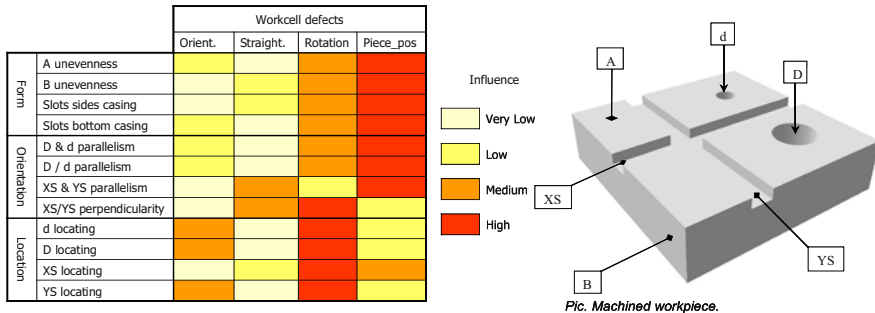 Workcell defects
Orient. Straight. Rotation Piece_pos
Form
A unevenness
B unevenness
Slots sides casing
Slots bottom casing
Orientation
D & d parallelism
D / d parallelism
XS & YS parallelism
XS/YS perpendicularity
Location
d locating
D locating
XS locating
YS locating
Influence
Very Low
Low
Medium
High
A
d
D
XS
B
YS
Pic. Machined workpiece.